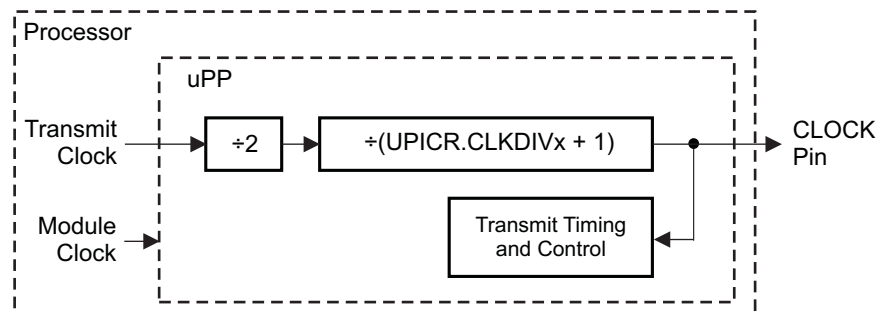 Processor
uPP
Transmit
Clock
÷2
÷(UPICR.CLKDIVx + 1)
CLOCK
Pin
Module
Clock
Transmit Timing
and Control